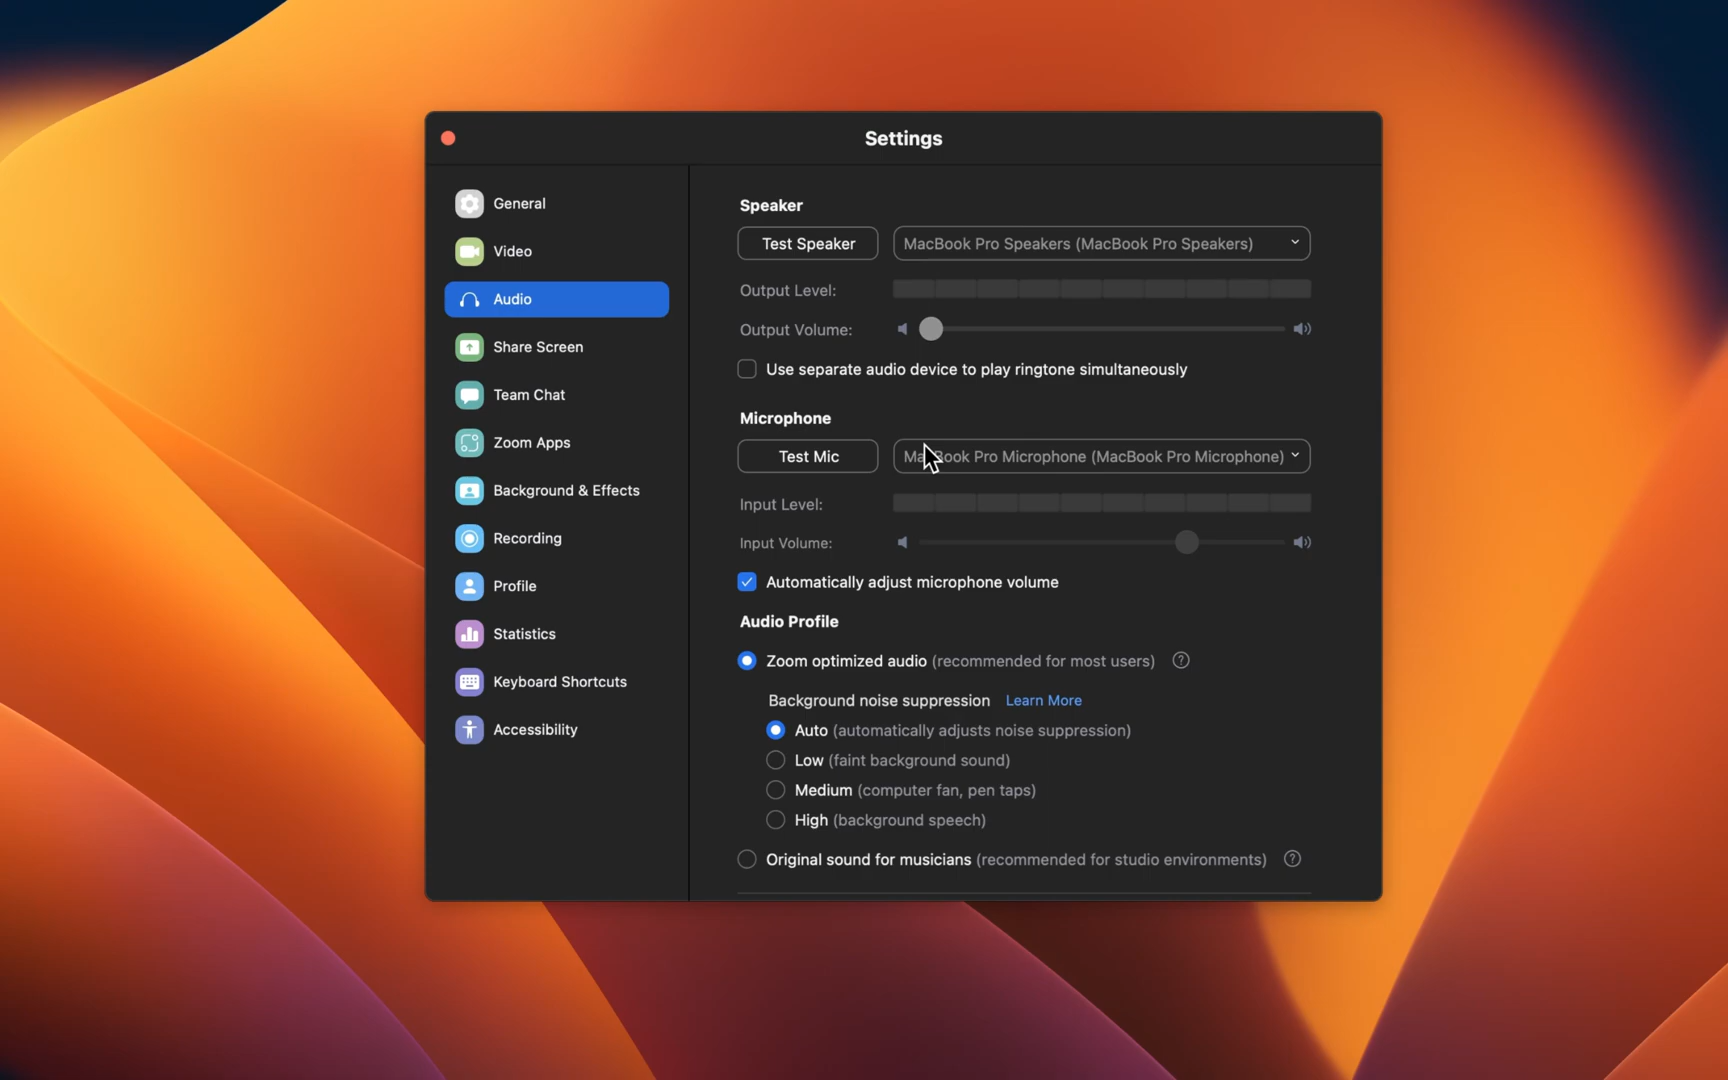 Settings
General
Video
Audio
Share Screen
Team Chat
Zoom Apps
Background & Effects
Recording
Profile
Statistics
Keyboard Shortcuts
Accessibility
Speaker
Test Speaker MacBook Pro Speakers (MacBook Pro Speakers)
Output Level:
Output Volume:
Use separate audio device to play ringtone simultaneously
Microphone
Test Mic MacBook Pro Microphone (MacBook Pro Microphone)
Input Level:
Input Volume:
Automatically adjust microphone volume
Audio Profile
Zoom optimized audio (recommended for most users) ?
Background noise suppression Learn More
Auto (automatically adjusts noise suppression)
Low (faint background sound)
Medium (computer fan, pen taps)
High (background speech)
Original sound for musicians (recommended for studio environments) ?